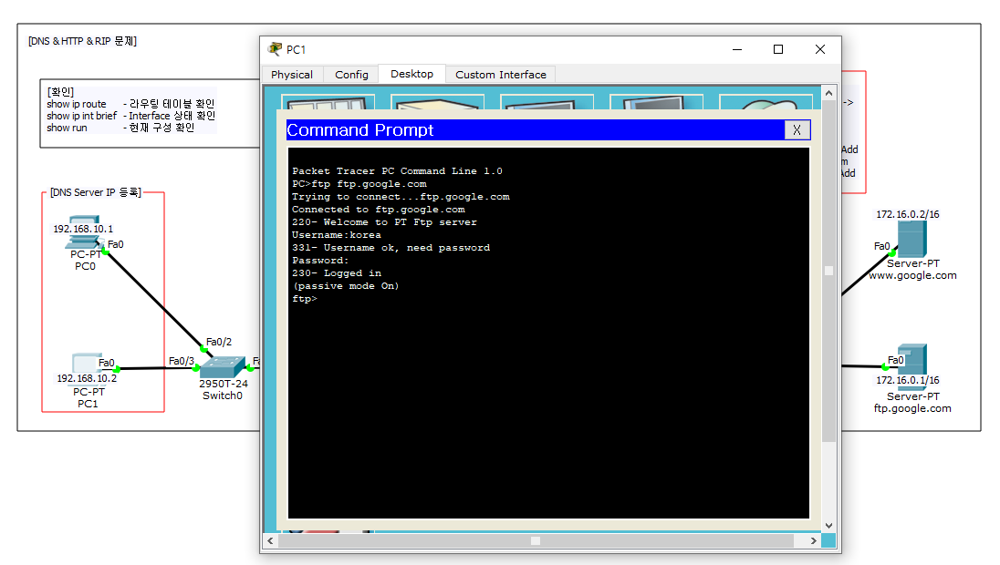 [DNS & HTTP & RIP 문제]
[확인]
show ip route - 라우팅 테이블 확인
show ip int brief - Interface 상태 확인
show run - 현재 구성 확인
[DNS Server IP 등록]
192.168.10.1
Fa0
PC-PT
PC0
Fa0/2
Fa0
Fa0/3
192.168.10.2
PC-PT
PC1
2950T-24
Switch0
PC1
Physical
Config
Desktop
Custom Interface
Command Prompt
X
Packet Tracer PC Command Line 1.0
PC>ftp ftp.google.com
Trying to connect...ftp.google.com
Connected to ftp.google.com
220- Welcome to PT Ftp server
Username:korea
331- Username ok, need password
Password:
230- Logged in
(passive mode On)
ftp>
->
Add
Add
172.16.0.2/16
Fa0
Server-PT
www.google.com
Fa0
172.16.0.1/16
Server-PT
ftp.google.com